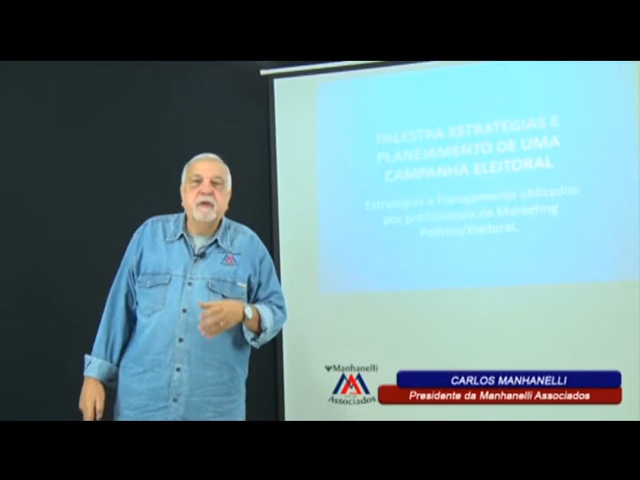 PALESTRA ESTRATEGIAS E
PLANEJAMENTO DE UMA
CAMPANHA ELEITORAL
Estratégias e Planejamento utilizados
por profissionais de Marketing
Político/Eleitoral.
Manhanelli
Associados
CARLOS MANHANELLI
Presidente da Manhanelli Associados